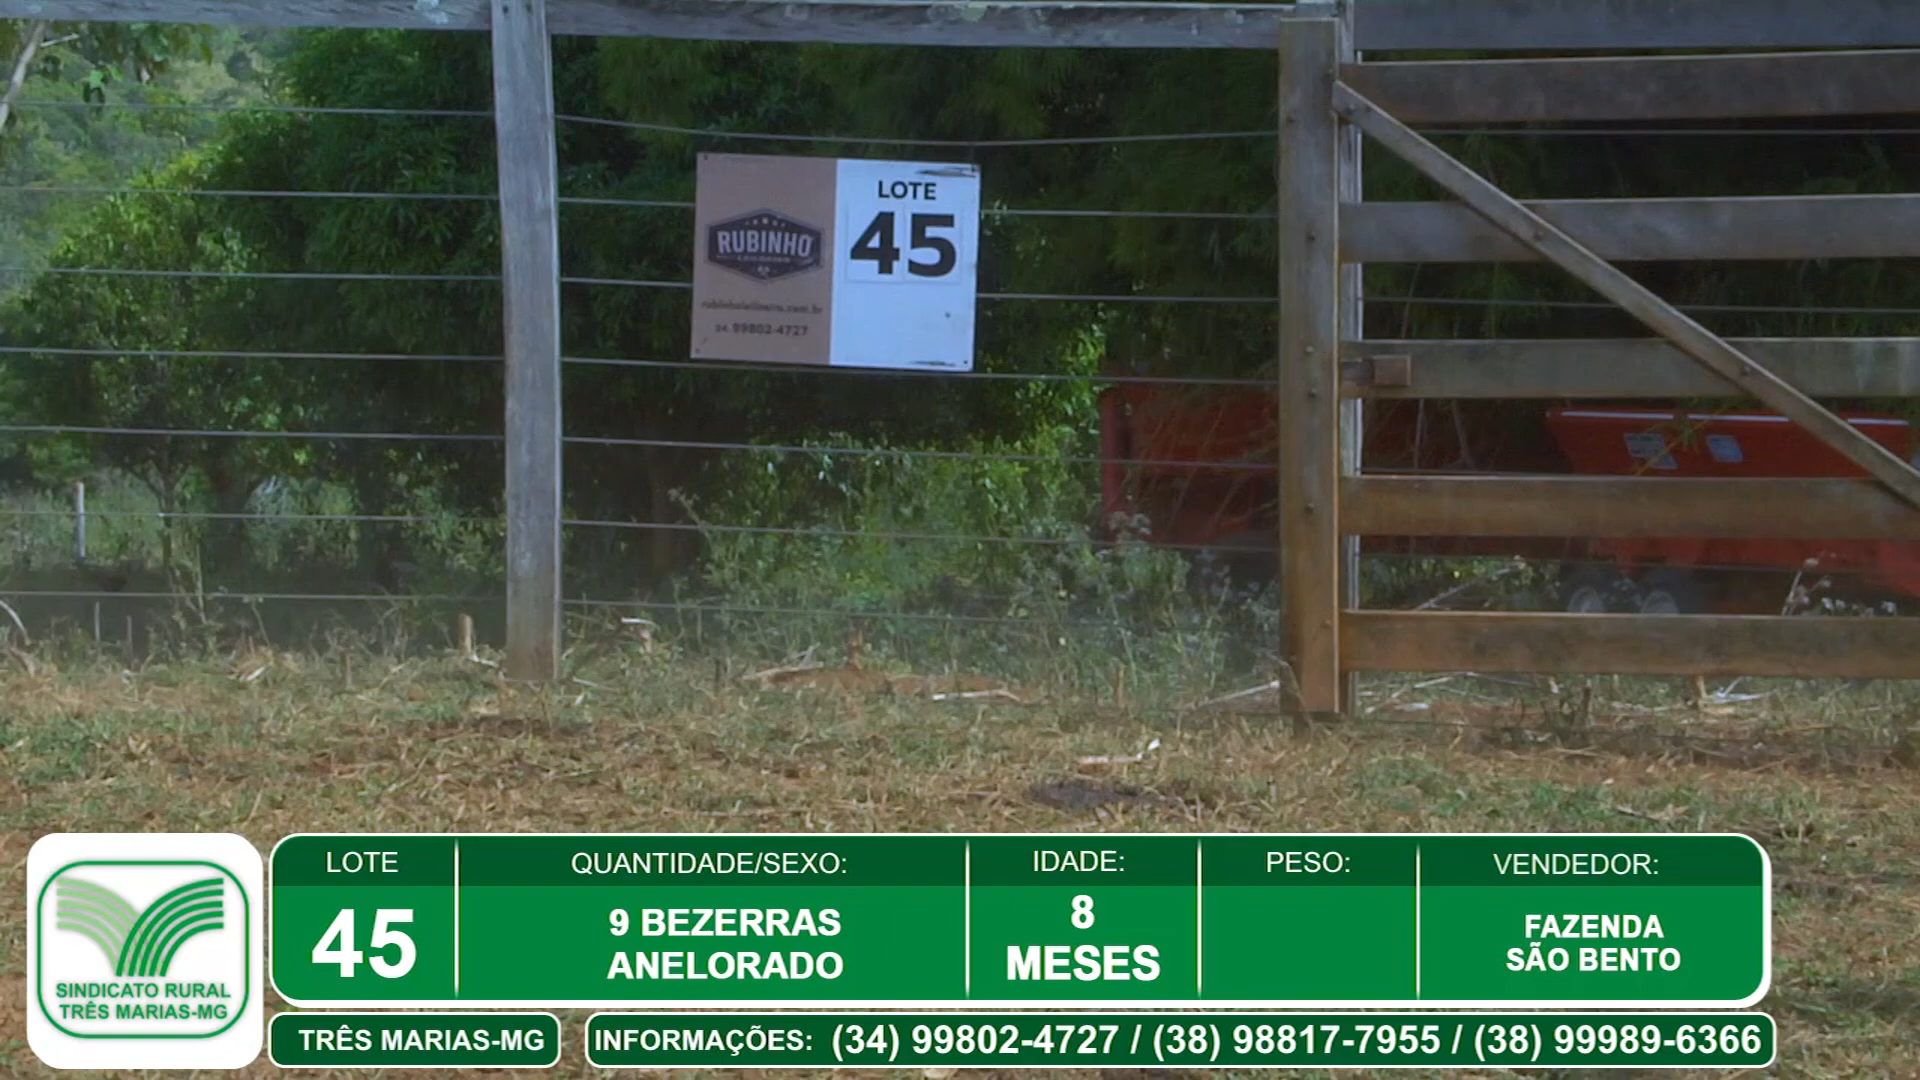 LOTE
45
RUBINHO
34 99802-4727
LOTE
45
QUANTIDADE/SEXO:
9 BEZERRAS
ANELORADO
IDADE:
8
MESES
PESO:
VENDEDOR:
FAZENDA
SÃO BENTO
SINDICATO RURAL
TRÊS MARIAS-MG
TRÊS MARIAS-MG
INFORMAÇÕES: (34) 99802-4727 / (38) 98817-7955 / (38) 99989-6366